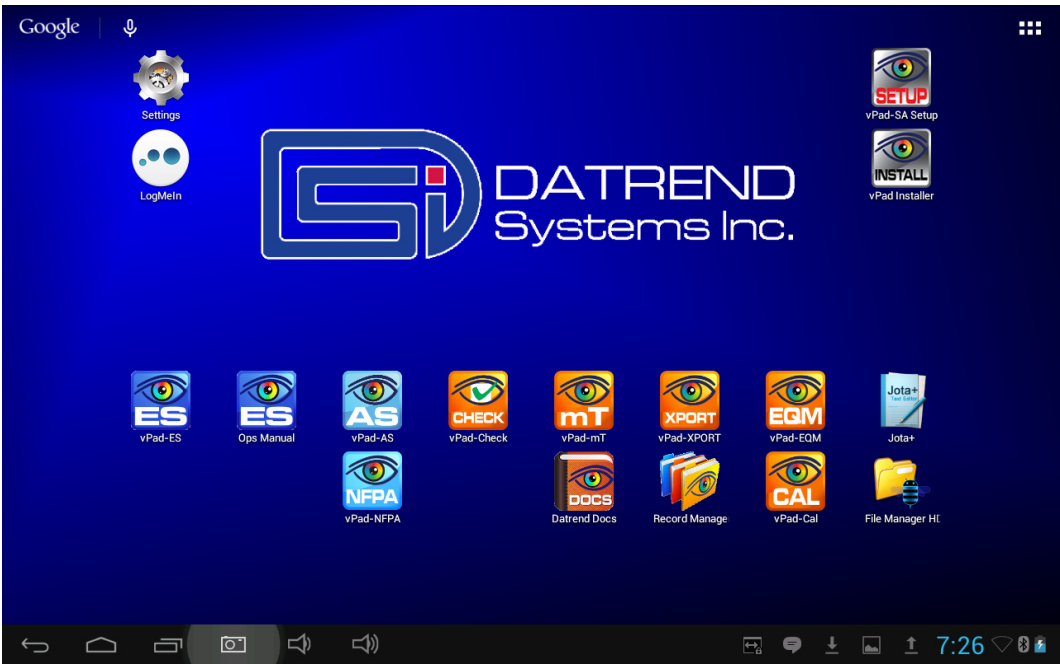 Google
Settings
SETUP
vPad-SA Setup
LogMeIn
INSTALL
vPad Installer
DATREND
Systems Inc.
ES
vPad-ES
ES
Ops Manual
AS
vPad-AS
CHECK
vPad-Check
mT
vPad-mT
XPORT
vPad-XPORT
EQM
vPad-EQM
Jota+
Text Editor
Jota+
NFPA
vPad-NFPA
DOCS
Datrend Docs
Record Manage
CAL
vPad-Cal
File Manager HD
7:26